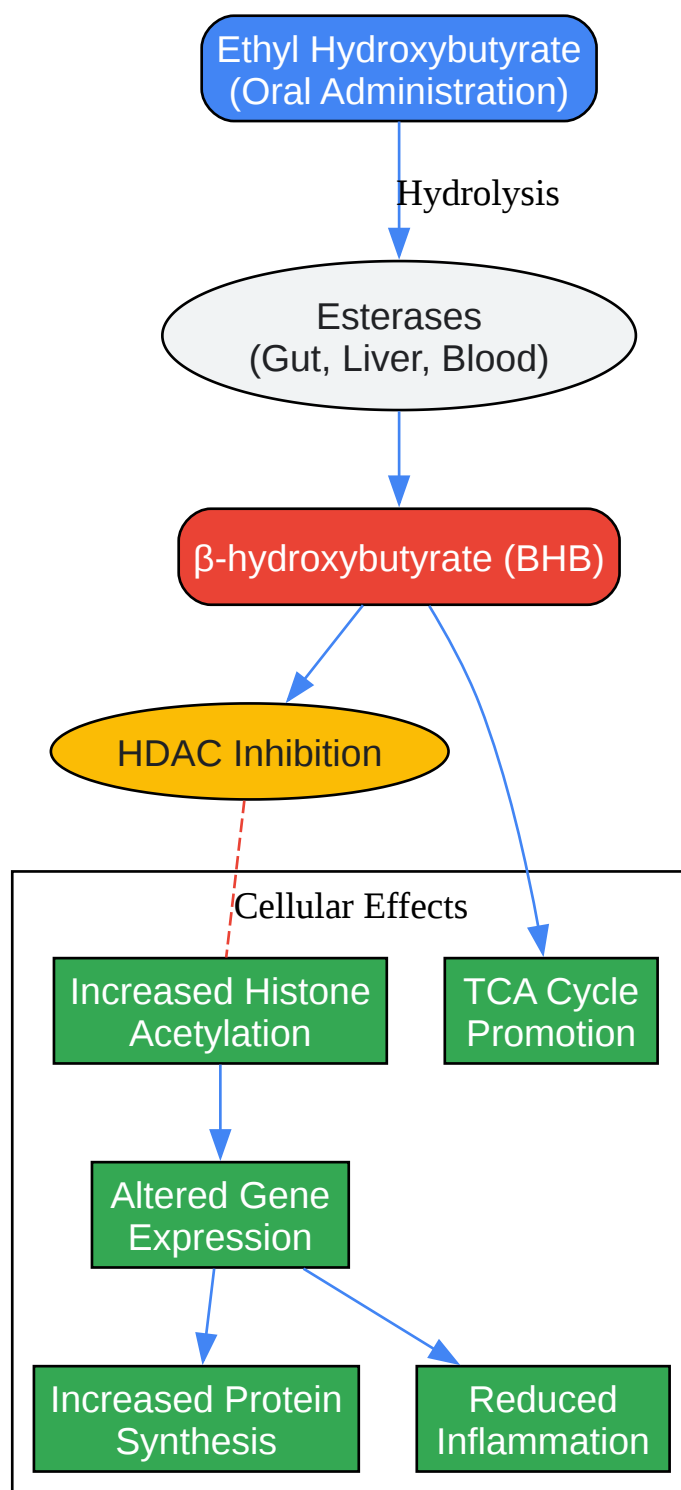 Ethyl Hydroxybutyrate
(Oral Administration)
Hydrolysis
Esterases
(Gut, Liver, Blood)
β-hydroxybutyrate (BHB)
HDAC Inhibition
Cellular Effects
Increased Histone
Acetylation
TCA Cycle
Promotion
Altered Gene
Expression
Increased Protein
Synthesis
Reduced
Inflammation